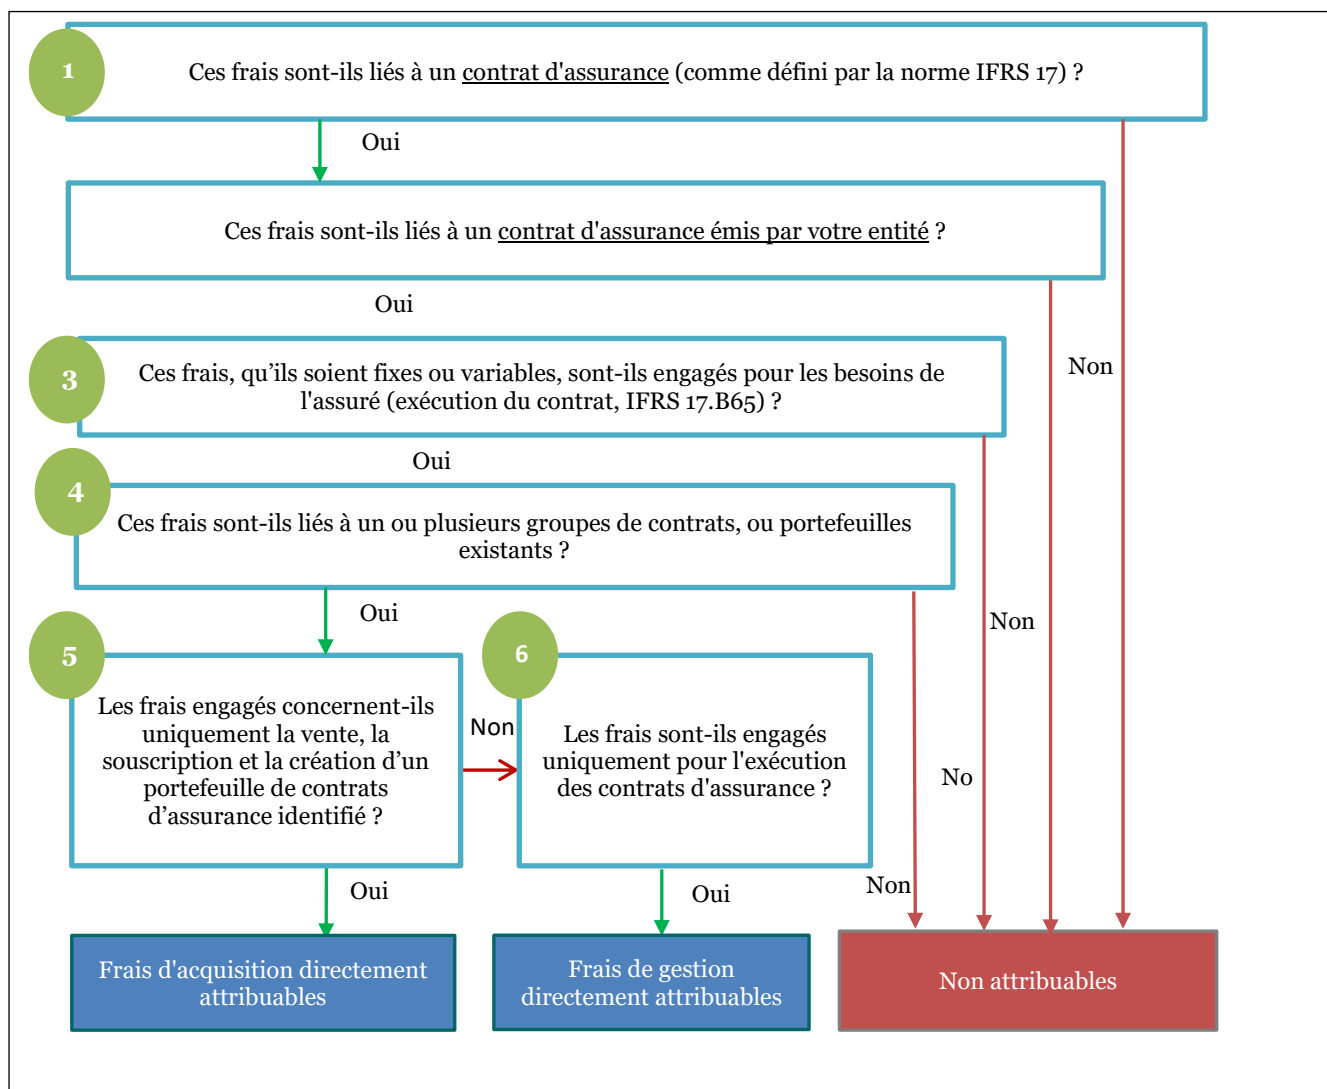 1
Ces frais sont-ils liés à un contrat d'assurance (comme défini par la norme IFRS 17) ?
Oui
Ces frais sont-ils liés à un contrat d'assurance émis par votre entité ?
Oui
3
Ces frais, qu’ils soient fixes ou variables, sont-ils engagés pour les besoins de
l'assuré (exécution du contrat, IFRS 17.B65) ?
Non
Oui
4
Ces frais sont-ils liés à un ou plusieurs groupes de contrats, ou portefeuilles
existants ?
Oui
Non
5
Les frais engagés concernent-ils
uniquement la vente, la
souscription et la création d’un
portefeuille de contrats
d’assurance identifié ?
Non
6
Les frais sont-ils engagés
uniquement pour l'exécution
des contrats d'assurance ?
No
Oui
Oui
Non
Frais d'acquisition directement
attribuables
Frais de gestion
directement attribuables
Non attribuables